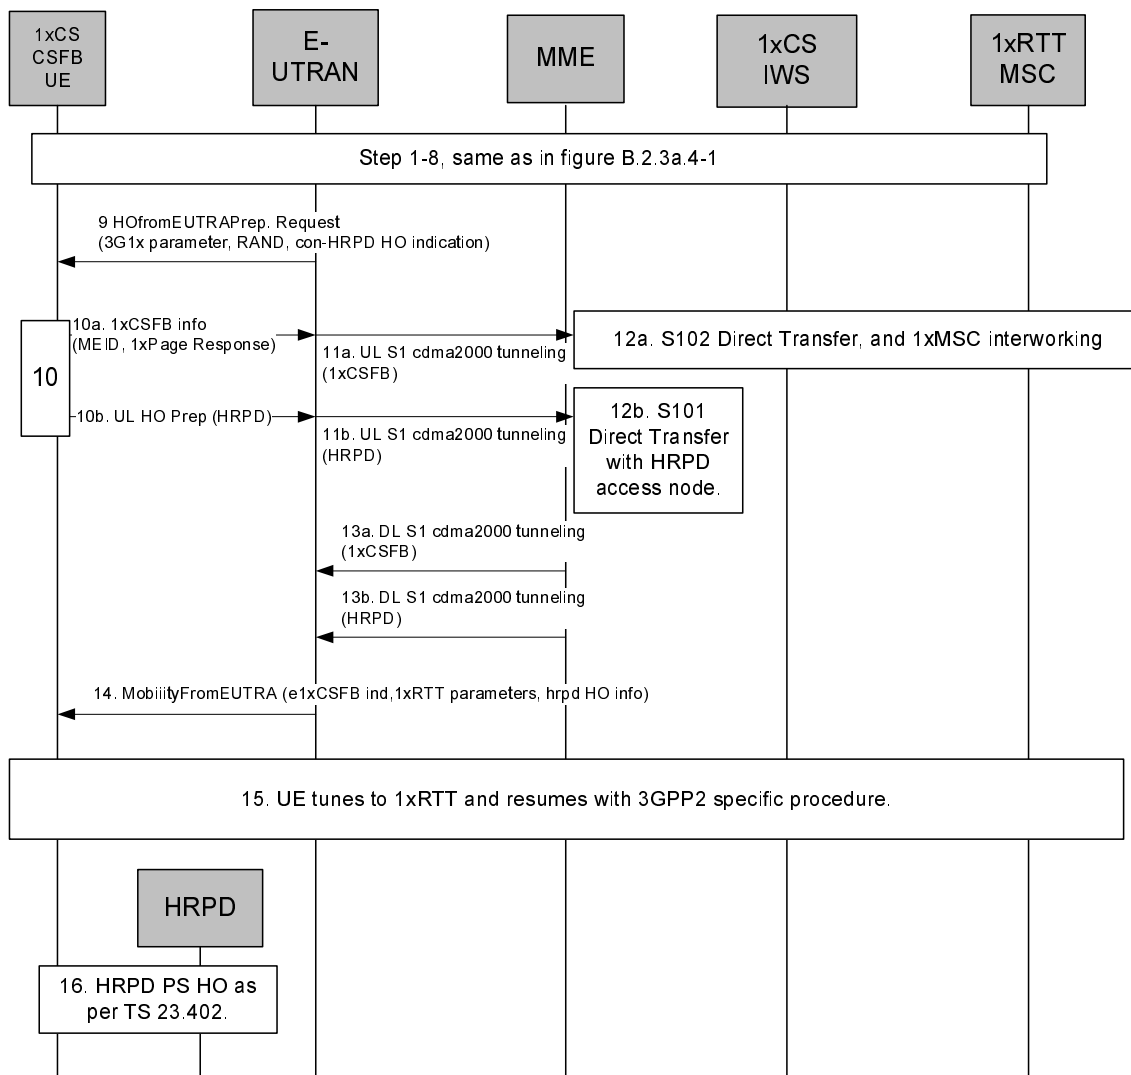 1xCS
CSFB
UE
E-
UTRAN
MME
1xCS
IWS
1xRTT
MSC
Step 1-8, same as in figure B.2.3a.4-1
9 HOfromEUTRAPrep. Request
(3G1x parameter, RAND, con-HRPD HO indication)
10
10a. 1xCSFB info
(MEID, 1xPage Response)
11a. UL S1 cdma2000 tunneling
(1xCSFB)
12a. S102 Direct Transfer, and 1xMSC interworking
10b. UL HO Prep (HRPD)
11b. UL S1 cdma2000 tunneling
(HRPD)
12b. S101
Direct Transfer
with HRPD
access node.
13a. DL S1 cdma2000 tunneling
(1xCSFB)
13b. DL S1 cdma2000 tunneling
(HRPD)
14. MobiiityFromEUTRA (e1xCSFB ind,1xRTT parameters, hrpd HO info)
15. UE tunes to 1xRTT and resumes with 3GPP2 specific procedure.
HRPD
16. HRPD PS HO as
per TS 23.402.